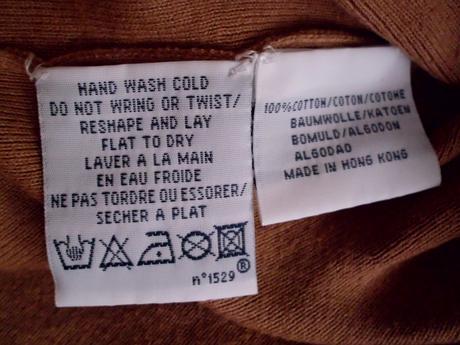 HAND WASH COLD
DO NOT WRING OR TWIST/
RESHAPE AND LAY
FLAT TO DRY
LAVER A LA MAIN
EN EAU FROIDE
NE PAS TORDRE OU ESSORER/
SECHER A PLAT
n°1529®
100%COTTON/COTON/COTONE
BAUMWOLLE/KATOEN
BOMULD/ALGODON
ALGODAO
MADE IN HONG KONG